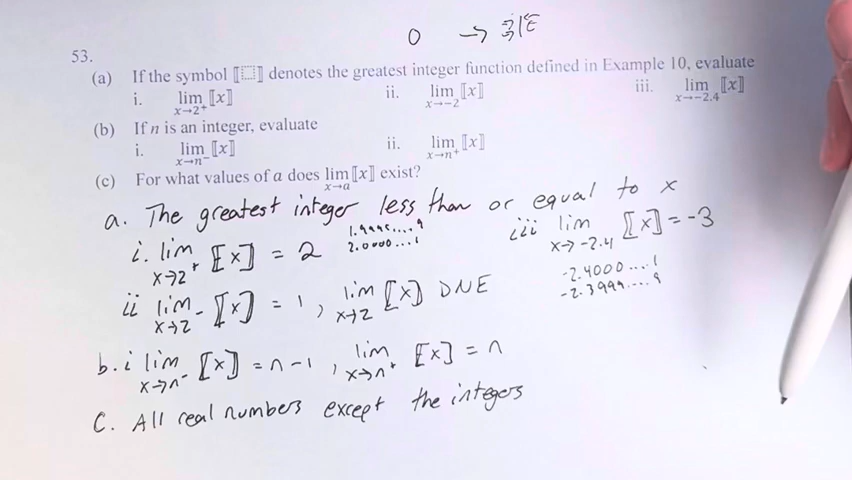 0 →
53.
(a) If the symbol ⟦ ⟧ denotes the greatest integer function defined in Example 10, evaluate
i. lim x→2⁺ ⟦x⟧ ii. lim x→−2 ⟦x⟧ iii. lim x→−2.4 ⟦x⟧
(b) If n is an integer, evaluate
i. lim x→n⁻ ⟦x⟧ ii. lim x→n⁺ ⟦x⟧
(c) For what values of a does lim x→a ⟦x⟧ exist?
a. The greatest integer less than or equal to x
i. lim x→2⁺ ⟦x⟧ = 2
2.0000....1
iii lim x→ -2.4 ⟦x⟧ = -3
-2.4000....1
-2.3999....9
ii lim x→2⁻ ⟦x⟧ = 1, lim x→2 ⟦x⟧ DNE
b. i lim x→n⁻ ⟦x⟧ = n-1, lim x→n⁺ ⟦x⟧ = n
C. All real numbers except the integers